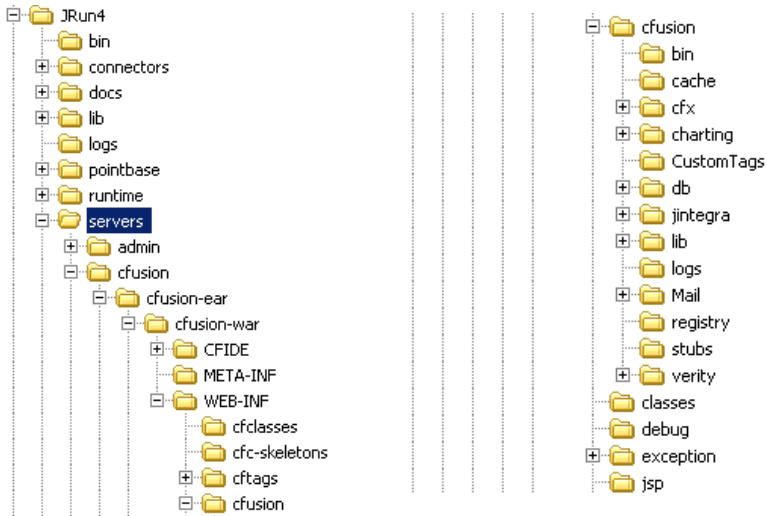 JRun4
bin
connectors
docs
lib
logs
pointbase
runtime
servers
admin
cfusion
cfusion-ear
cfusion-war
CFIDE
META-INF
WEB-INF
cfclasses
cfc-skeletons
cftags
cfusion
cfusion
bin
cache
cfx
charting
CustomTags
db
jintegra
lib
logs
Mail
registry
stubs
verity
classes
debug
exception
jsp